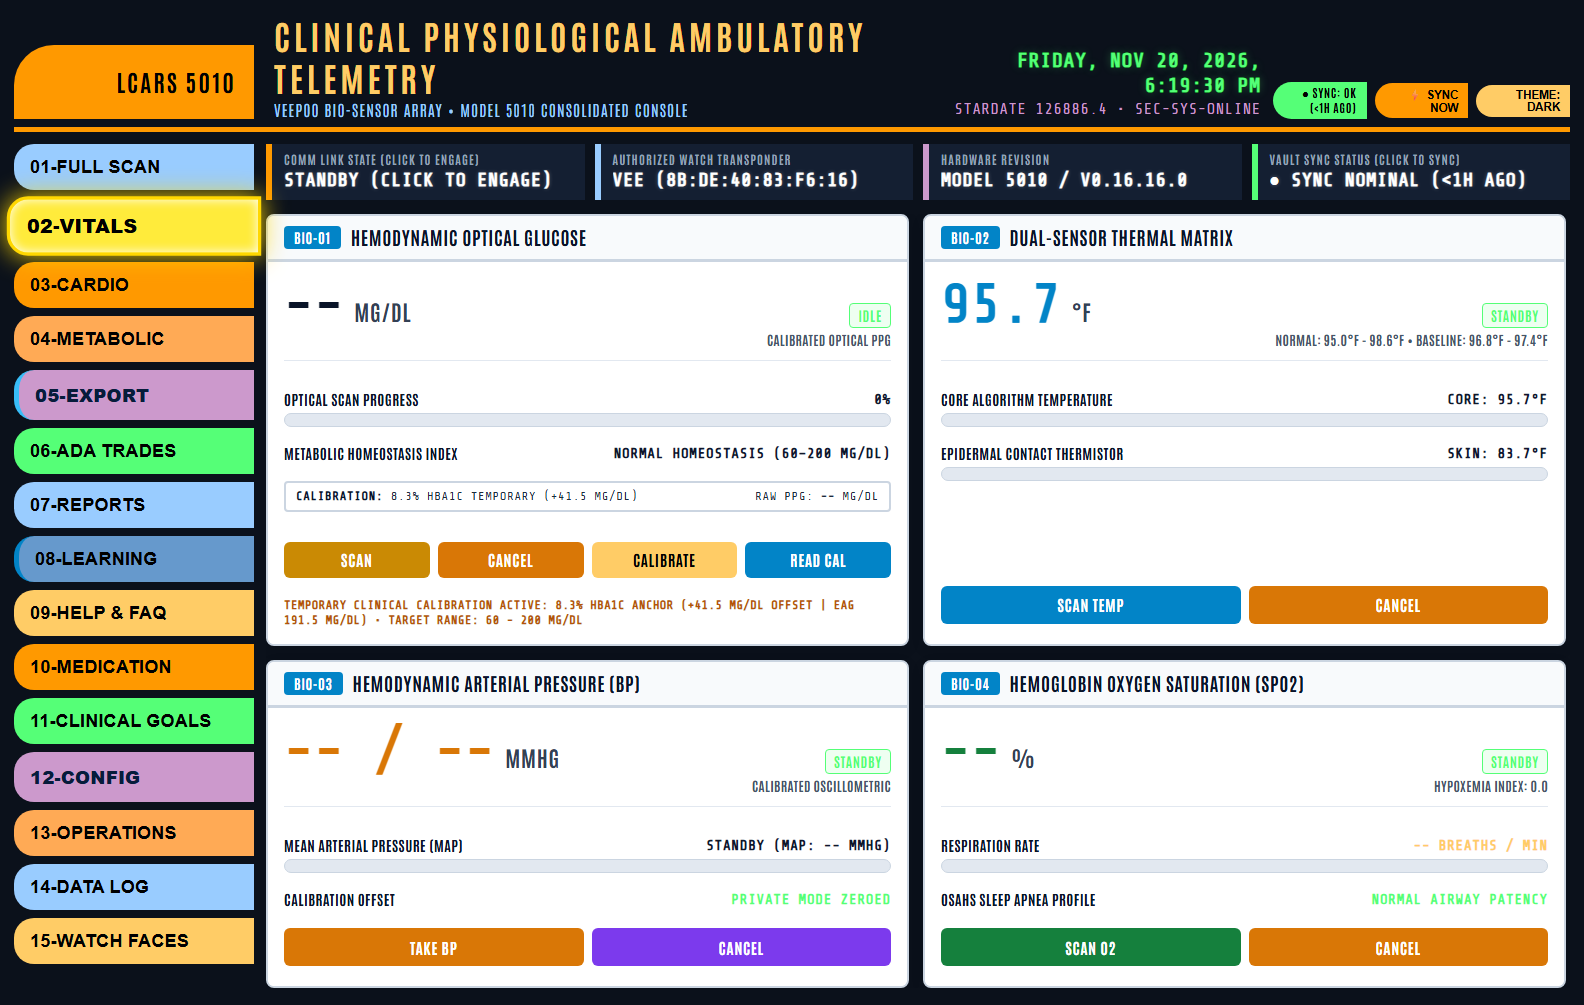 LCARS 5010
CLINICAL PHYSIOLOGICAL AMBULATORY
TELEMETRY
VEEPOO BIO-SENSOR ARRAY • MODEL 5010 CONSOLIDATED CONSOLE
FRIDAY, NOV 20, 2026,
6:19:30 PM
STARDATE 126886.4 · SEC-SYS-ONLINE
● SYNC: OK
(<1H AGO)
SYNC
NOW
THEME:
DARK
01-FULL SCAN
02-VITALS
03-CARDIO
04-METABOLIC
05-EXPORT
06-ADA TRADES
07-REPORTS
08-LEARNING
09-HELP & FAQ
10-MEDICATION
11-CLINICAL GOALS
12-CONFIG
13-OPERATIONS
14-DATA LOG
15-WATCH FACES
COMM LINK STATE (CLICK TO ENGAGE)
STANDBY (CLICK TO ENGAGE)
AUTHORIZED WATCH TRANSPONDER
VEE (8B:DE:40:83:F6:16)
HARDWARE REVISION
MODEL 5010 / V0.16.16.0
VAULT SYNC STATUS (CLICK TO SYNC)
● SYNC NOMINAL (<1H AGO)
BIO-01 HEMODYNAMIC OPTICAL GLUCOSE
-- MG/DL
IDLE
CALIBRATED OPTICAL PPG
OPTICAL SCAN PROGRESS 0%
METABOLIC HOMEOSTASIS INDEX NORMAL HOMEOSTASIS (60-200 MG/DL)
CALIBRATION: 8.3% HBA1C TEMPORARY (+41.5 MG/DL) RAW PPG: -- MG/DL
SCAN CANCEL CALIBRATE READ CAL
TEMPORARY CLINICAL CALIBRATION ACTIVE: 8.3% HBA1C ANCHOR (+41.5 MG/DL OFFSET | EAG
191.5 MG/DL) · TARGET RANGE: 60 - 200 MG/DL
BIO-02 DUAL-SENSOR THERMAL MATRIX
95.7 °F
STANDBY
NORMAL: 95.0°F - 98.6°F • BASELINE: 96.8°F - 97.4°F
CORE ALGORITHM TEMPERATURE CORE: 95.7°F
EPIDERMAL CONTACT THERMISTOR SKIN: 83.7°F
SCAN TEMP CANCEL
BIO-03 HEMODYNAMIC ARTERIAL PRESSURE (BP)
-- / -- MMHG
STANDBY
CALIBRATED OSCILLOMETRIC
MEAN ARTERIAL PRESSURE (MAP) STANDBY (MAP: -- MMHG)
CALIBRATION OFFSET PRIVATE MODE ZEROED
TAKE BP CANCEL
BIO-04 HEMOGLOBIN OXYGEN SATURATION (SPO2)
-- %
STANDBY
HYPOXEMIA INDEX: 0.0
RESPIRATION RATE -- BREATHS / MIN
OSAHS SLEEP APNEA PROFILE NORMAL AIRWAY PATENCY
SCAN O2 CANCEL